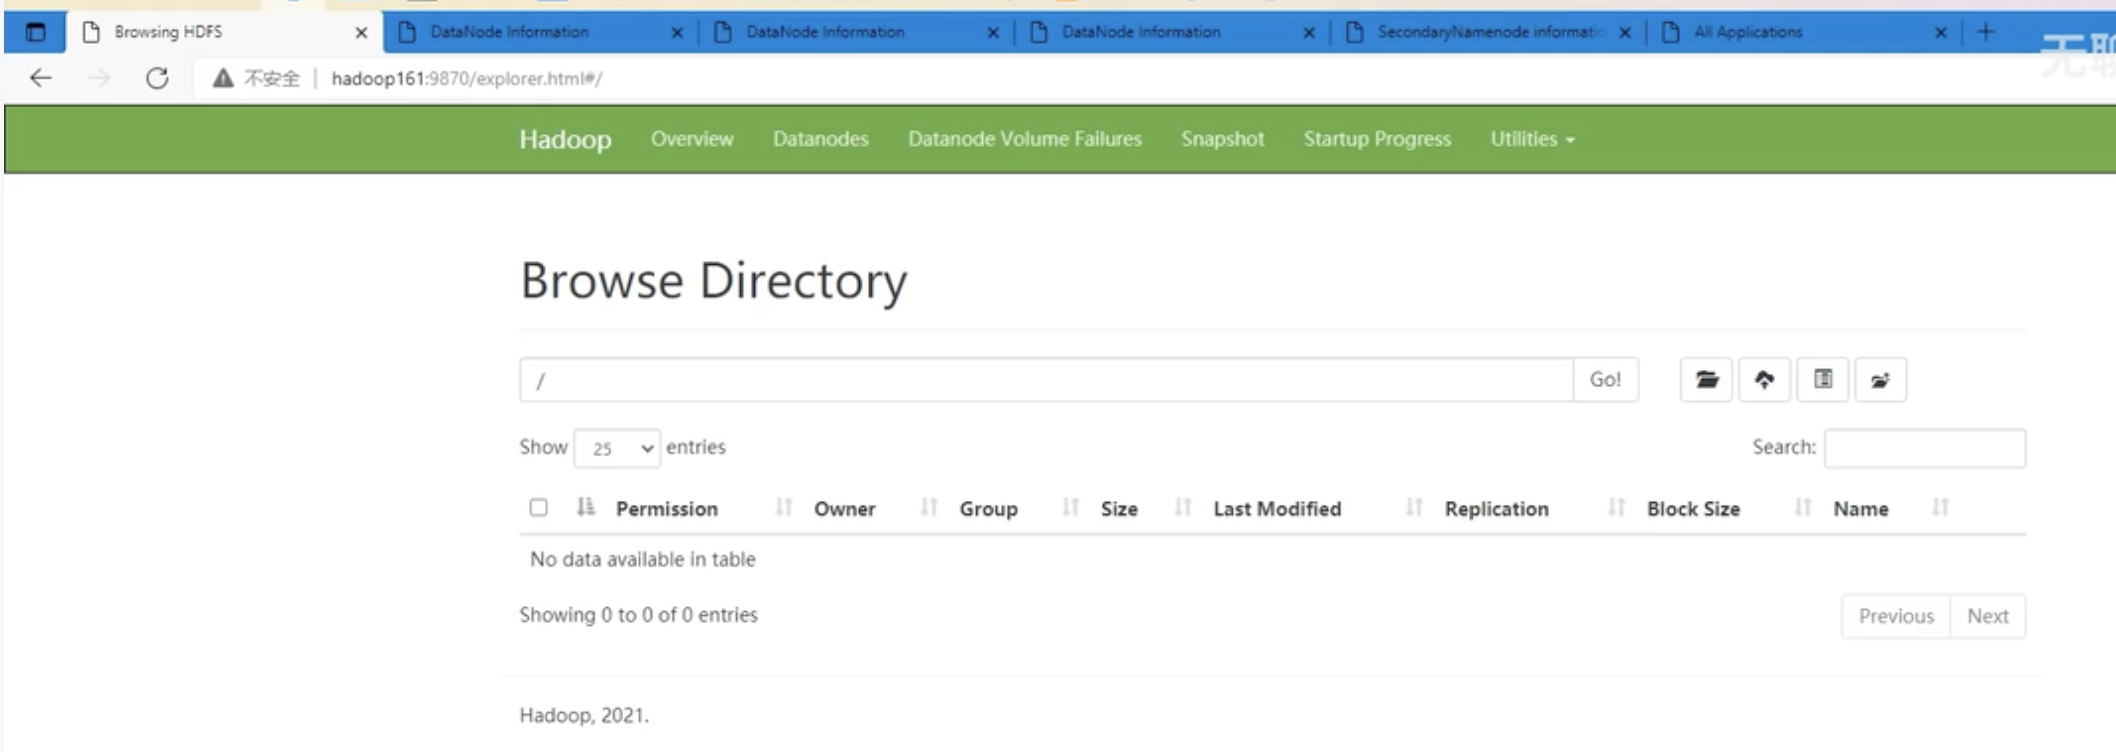 Browsing HDFS DataNode Information DataNode Information DataNode Information SecondaryNamenode informatic All Applications
无聊
不安全 hadoop161:9870/explorer.html#/
Hadoop Overview Datanodes Datanode Volume Failures Snapshot Startup Progress Utilities
Browse Directory
/ Go!
Show 25 entries Search:
Permission Owner Group Size Last Modified Replication Block Size Name
No data available in table
Showing 0 to 0 of 0 entries Previous Next
Hadoop, 2021.